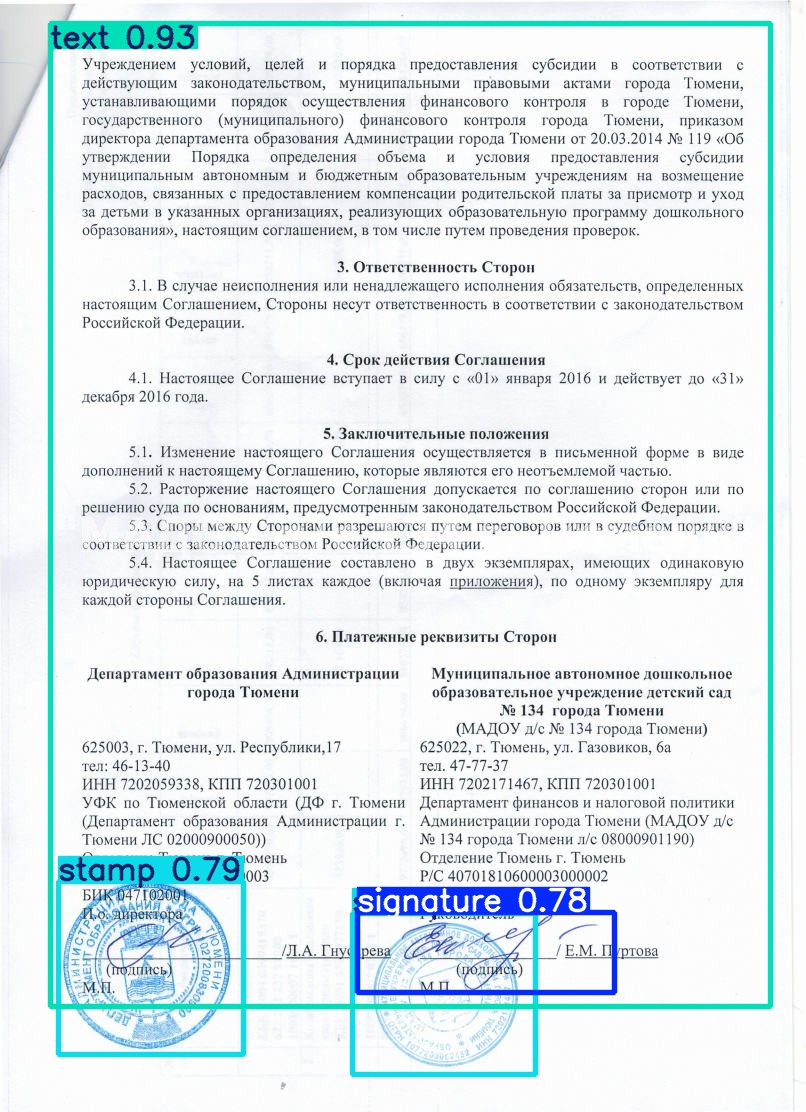 text 0.93
Учреждением условий, целей и порядка предоставления субсидии в соответствии с
действующим законодательством, муниципальными правовыми актами города Тюмени,
устанавливающими порядок осуществления финансового контроля в городе Тюмени,
государственного (муниципального) финансового контроля города Тюмени, приказом
директора департамента образования Администрации города Тюмени от 20.03.2014 № 119 «Об
утверждении Порядка определения объема и условия предоставления субсидии
муниципальным автономным и бюджетным образовательным учреждениям на возмещение
расходов, связанных с предоставлением компенсации родительской платы за присмотр и уход
за детьми в указанных организациях, реализующих образовательную программу дошкольного
образования», настоящим соглашением, в том числе путем проведения проверок.
3. Ответственность Сторон
3.1. В случае неисполнения или ненадлежащего исполнения обязательств, определенных
настоящим Соглашением, Стороны несут ответственность в соответствии с законодательством
Российской Федерации.
4. Срок действия Соглашения
4.1. Настоящее Соглашение вступает в силу с «01» января 2016 и действует до «31»
декабря 2016 года.
5. Заключительные положения
5.1. Изменение настоящего Соглашения осуществляется в письменной форме в виде
дополнений к настоящему Соглашению, которые являются его неотъемлемой частью.
5.2. Расторжение настоящего Соглашения допускается по соглашению сторон или по
решению суда по основаниям, предусмотренным законодательством Российской Федерации.
5.3. Споры между Сторонами разрешаются путем переговоров или в судебном порядке в
соответствии с законодательством Российской Федерации.
5.4. Настоящее Соглашение составлено в двух экземплярах, имеющих одинаковую
юридическую силу, на 5 листах каждое (включая приложения), по одному экземпляру для
каждой стороны Соглашения.
6. Платежные реквизиты Сторон
Департамент образования Администрации
города Тюмени
625003, г. Тюмени, ул. Республики,17
тел: 46-13-40
ИНН 7202059338, КПП 720301001
УФК по Тюменской области (ДФ г. Тюмени
(Департамент образования Администрации г.
Тюмени ЛС 02000900050))
Тюмень
stamp 0.79
0003
БИК 047102001
И.о. директора
/Л.А. Гнусарева
(подпись)
М.П.
Муниципальное автономное дошкольное
образовательное учреждение детский сад
№ 134 города Тюмени
(МАДОУ д/с № 134 города Тюмени)
625022, г. Тюмень, ул. Газовиков, 6а
тел. 47-77-37
ИНН 7202171467, КПП 720301001
Департамент финансов и налоговой политики
Администрации города Тюмени (МАДОУ д/с
№ 134 города Тюмени л/с 08000901190)
Отделение Тюмень г. Тюмень
Р/С 40701810600003000002
signature 0.78
Руководитель
/ Е.М. Пуртова
(подпись)
М.П.